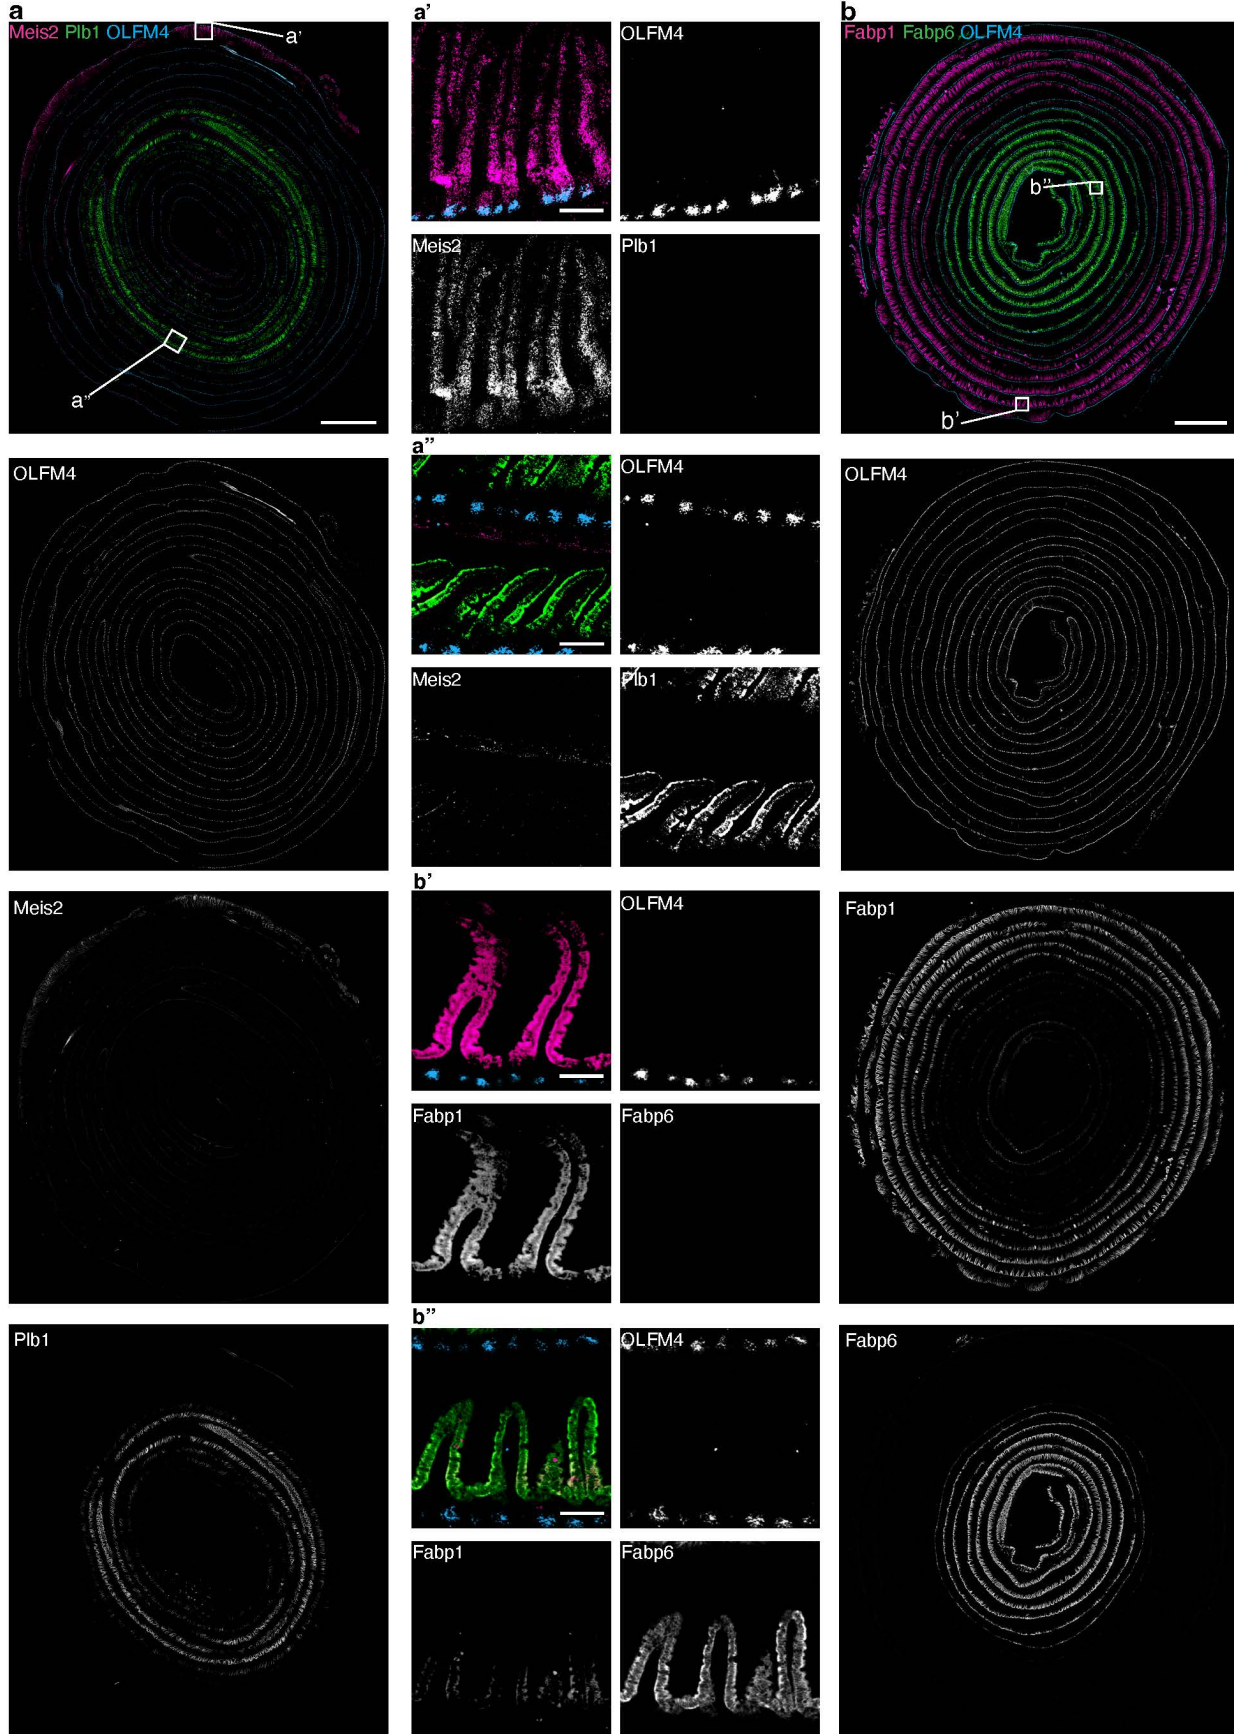 a
Meis2 Plb1 OLFM4
a'
a"
OLFM4
Meis2
Plb1
a'
OLFM4
Meis2
Plb1
a"
OLFM4
Meis2
Plb1
b'
OLFM4
Fabp1
Fabp6
b"
OLFM4
Fabp1
Fabp6
b
Fabp1 Fabp6 OLFM4
b"
b'
OLFM4
Fabp1
Fabp6